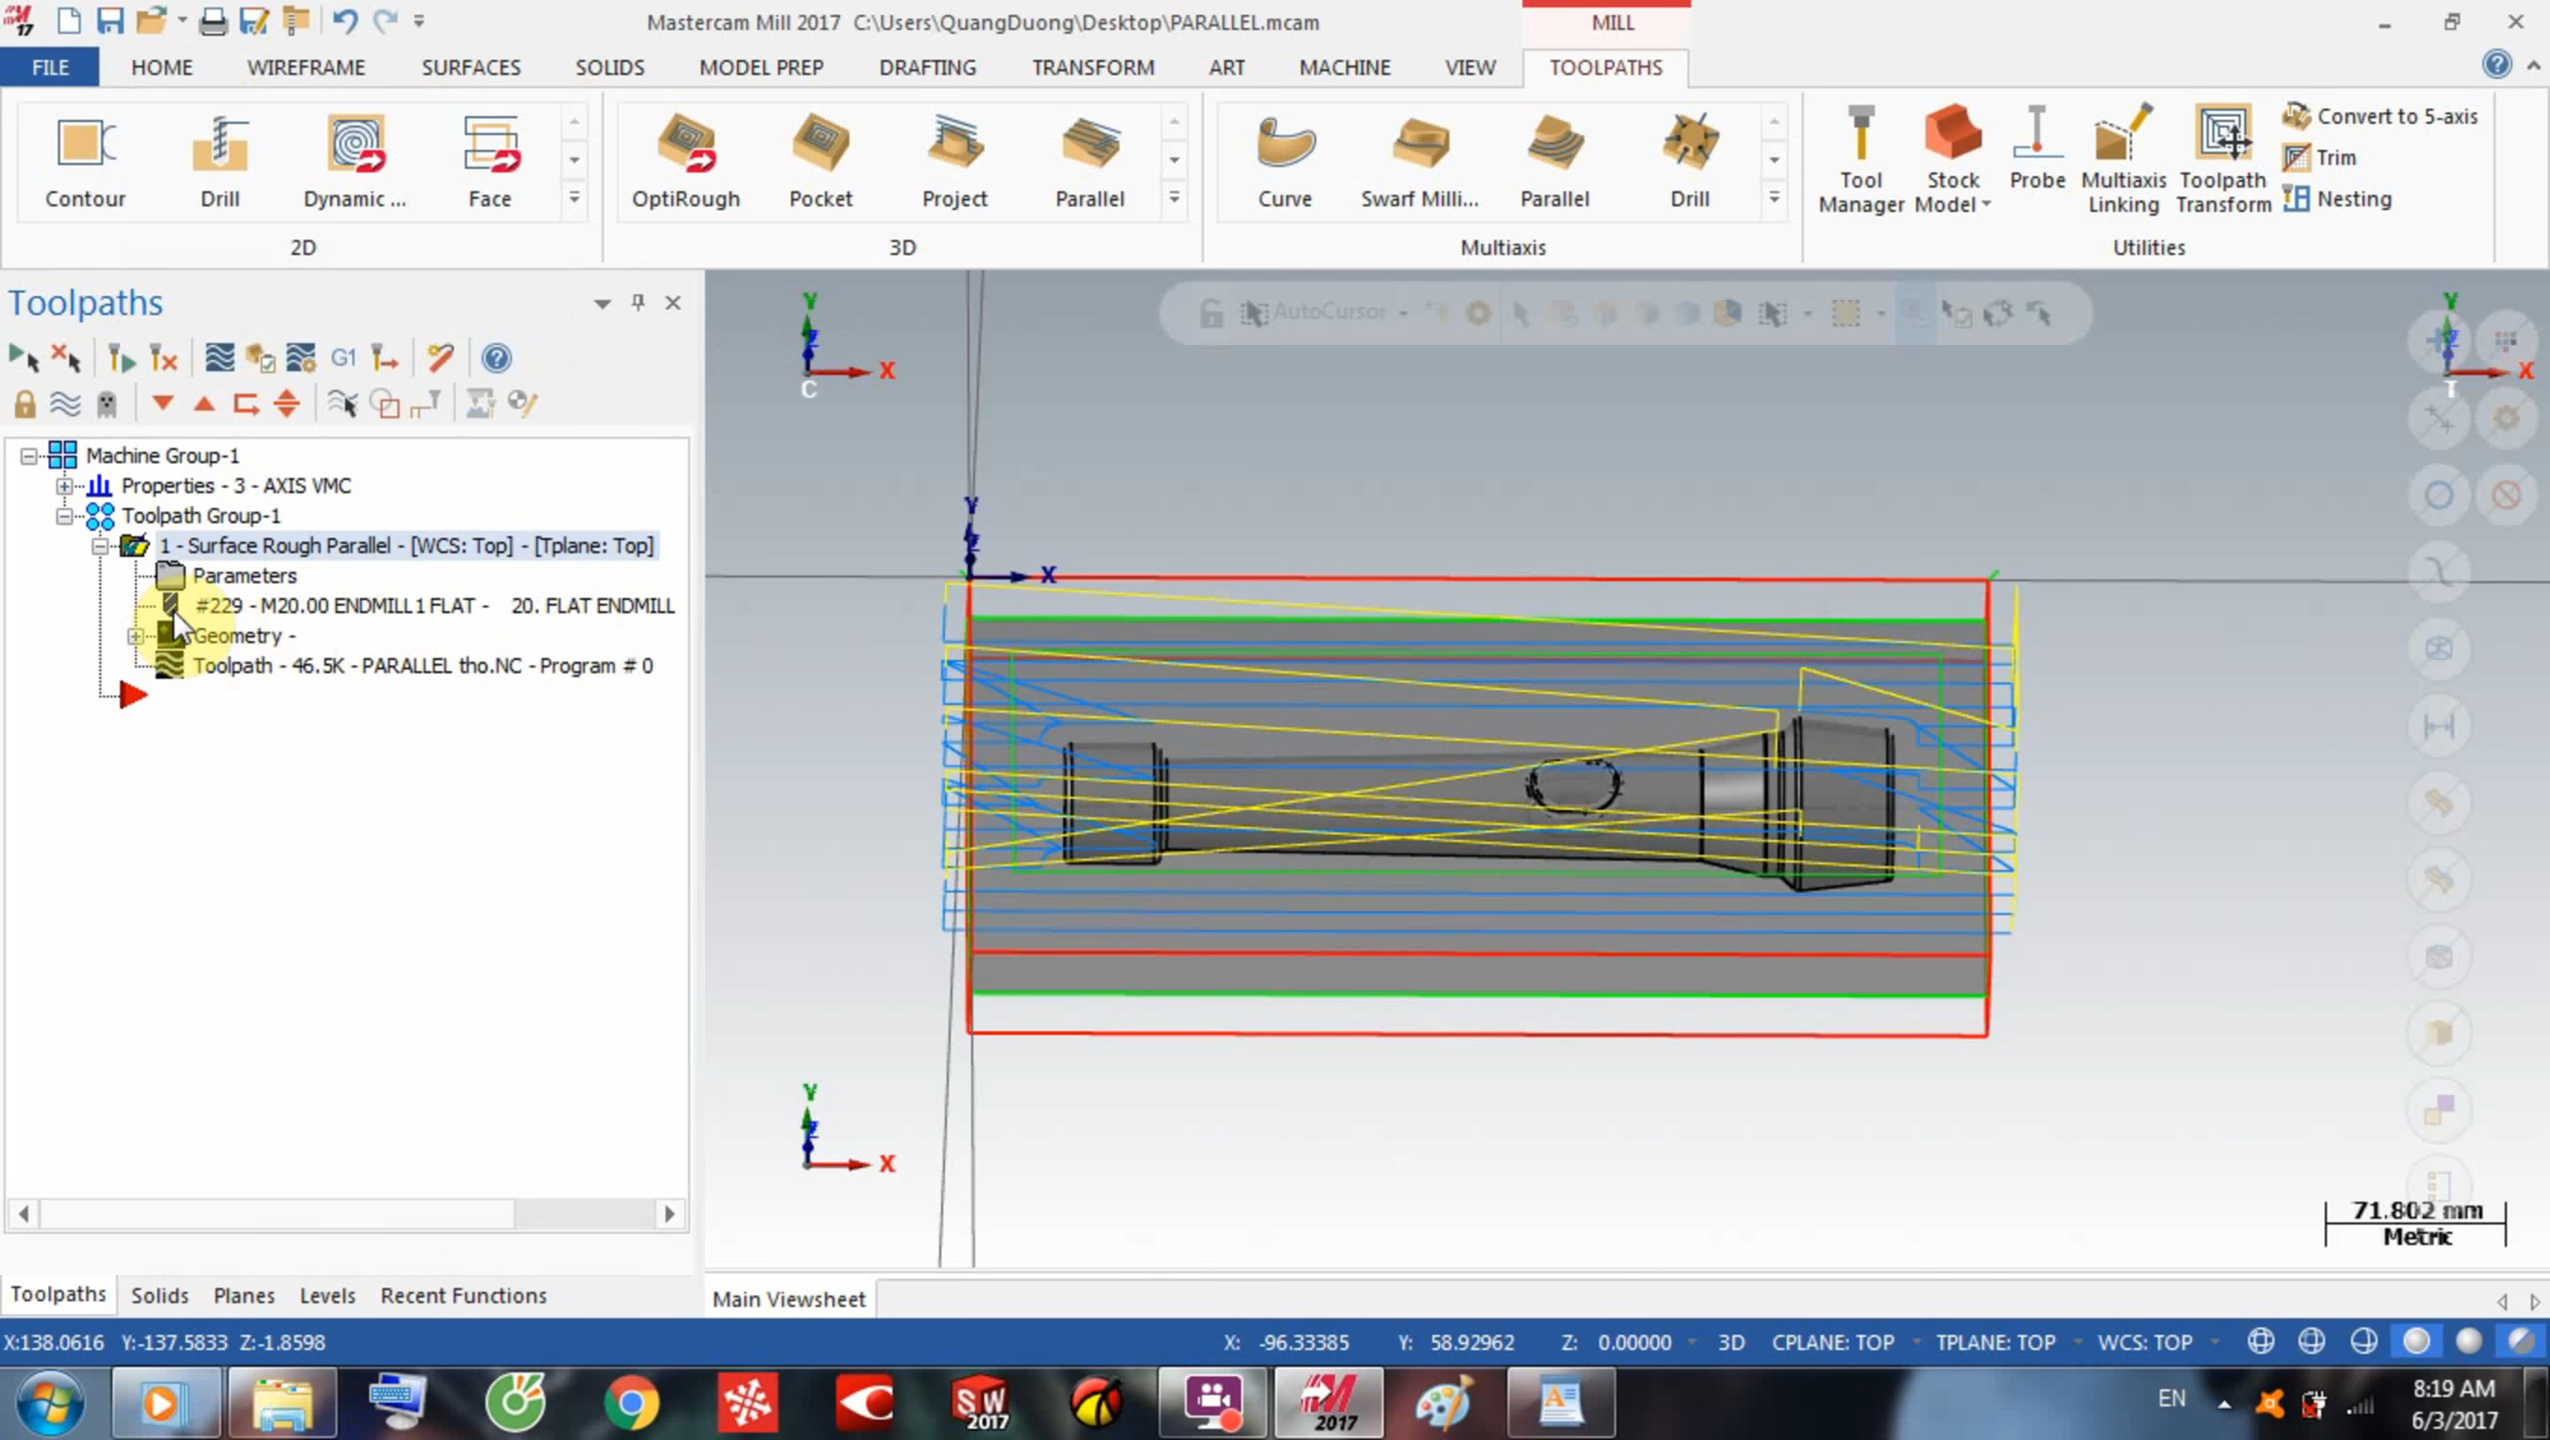 17 Mastercam Mill 2017 C:\Users\QuangDuong\Desktop\PARALLEL.mcam MILL
FILE HOME WIREFRAME SURFACES SOLIDS MODEL PREP DRAFTING TRANSFORM ART MACHINE VIEW TOOLPATHS
Contour Drill Dynamic ... Face
2D
OptiRough Pocket Project Parallel
3D
Curve Swarf Milli... Parallel Drill
Multiaxis
Tool Manager
Stock Model
Probe
Multiaxis Linking
Toolpath Transform
Convert to 5-axis
Trim
Nesting
Utilities
Toolpaths
G1
Machine Group-1
Properties - 3 - AXIS VMC
Toolpath Group-1
1 - Surface Rough Parallel - [WCS: Top] - [Tplane: Top]
Parameters
#229 - M20.00 ENDMILL1 FLAT - 20. FLAT ENDMILL
Geometry -
Toolpath - 46.5K - PARALLEL tho.NC - Program # 0
AutoCursor
Y
Z
X
C
Y
Z
X
T
Y
X
Y
Z
X
71.802 mm
Metric
Toolpaths Solids Planes Levels Recent Functions
Main Viewsheet
X:138.0616 Y:-137.5833 Z:-1.8598 X: -96.33385 Y: 58.92962 Z: 0.00000 3D CPLANE: TOP TPLANE: TOP WCS: TOP
SW
2017
2017
A
EN
8:19 AM
6/3/2017